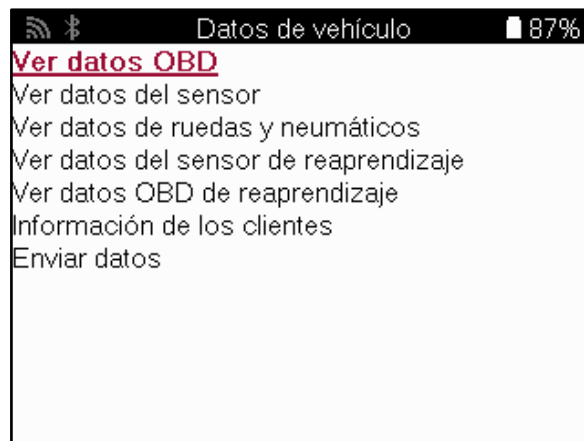 Datos de vehículo 87%
Ver datos OBD
Ver datos del sensor
Ver datos de ruedas y neumáticos
Ver datos del sensor de reaprendizaje
Ver datos OBD de reaprendizaje
Información de los clientes
Enviar datos